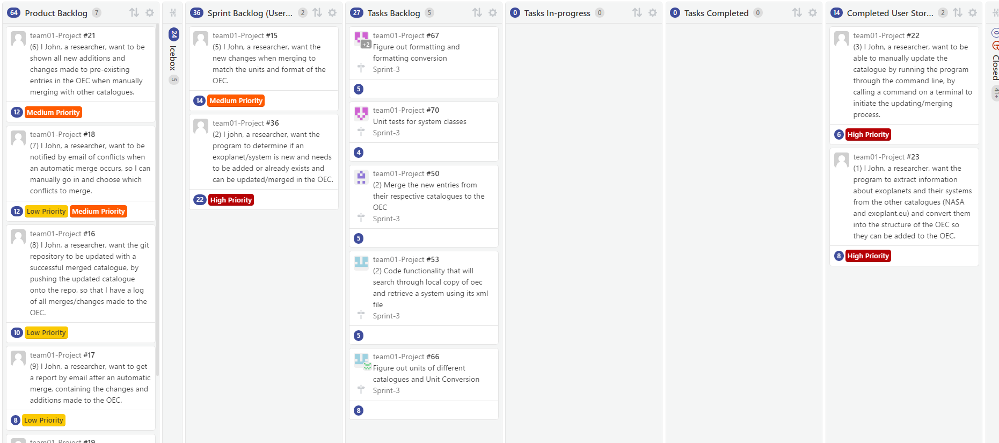 64 Product Backlog 7
team01-Project #21
(6) I John, a researcher, want to be
shown all new additions and
changes made to pre-existing
entries in the OEC when manually
merging with other catalogues.
12 Medium Priority
team01-Project #18
(7) I John, a researcher, want to be
notified by email of conflicts when
an automatic merge occurs, so I can
manually go in and choose which
conflicts to merge.
12 Low Priority Medium Priority
team01-Project #16
(8) I John, a researcher, want the git
repository to be updated with a
successful merged catalogue, by
pushing the updated catalogue
onto the repo, so that I have a log
of all merges/changes made to the
OEC.
10 Low Priority
team01-Project #17
(9) I John, a researcher, want to get
a report by email after an automatic
merge, containing the changes and
additions made to the OEC.
8 Low Priority
team01-Project #19
24 Icebox 5
36 Sprint Backlog (User... 2
team01-Project #15
(5) I John, a researcher, want the
new changes when merging to
match the units and format of the
OEC.
14 Medium Priority
team01-Project #36
(2) I john, a researcher, want the
program to determine if an
exoplanet/system is new and needs
to be added or already exists and
can be updated/merged in the OEC.
22 High Priority
27 Tasks Backlog 5
team01-Project #67
+2
Figure out formatting and
formatting conversion
Sprint-3
5
team01-Project #70
Unit tests for system classes
Sprint-3
4
team01-Project #50
(2) Merge the new entries from
their respective catalogues to the
OEC
Sprint-3
5
team01-Project #53
(2) Code functionality that will
search through local copy of oec
and retrieve a system using its xml
file
Sprint-3
5
team01-Project #66
Figure out units of different
catalogues and Unit Conversion
Sprint-3
8
0 Tasks In-progress 0
0 Tasks Completed 0
14 Completed User Stor... 2
team01-Project #22
(3) I John, a researcher, want to be
able to manually update the
catalogue by running the program
through the command line, by
calling a command on a terminal to
initiate the updating/merging
process.
6 High Priority
team01-Project #23
(1) I John, a researcher, want the
program to extract information
about exoplanets and their systems
from the other catalogues (NASA
and exoplant.eu) and convert them
into the structure of the OEC so
they can be added to the OEC.
8 High Priority
0 Closed 41+